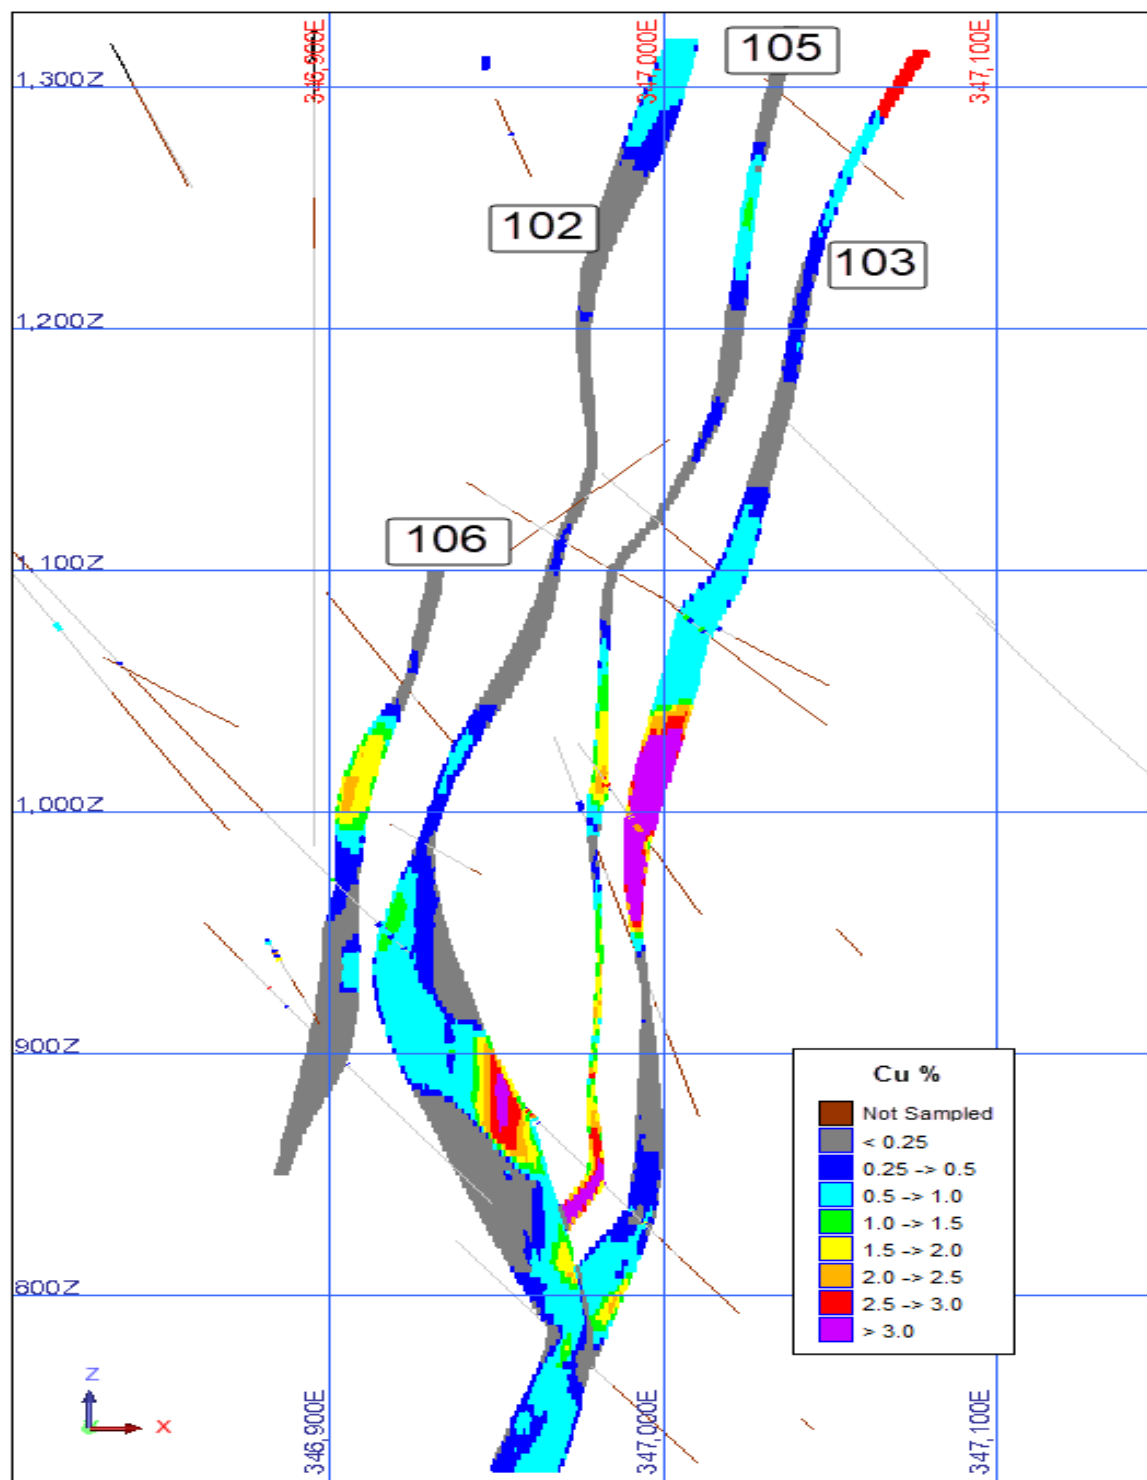 346,900E
347,000E
347,100E
105
1,300Z
102
103
1,200Z
106
1,100Z
1,000Z
900Z
Cu %
Not Sampled
< 0.25
0.25 -> 0.5
0.5 -> 1.0
1.0 -> 1.5
1.5 -> 2.0
2.0 -> 2.5
2.5 -> 3.0
> 3.0
800Z
Z
X
346,900E
347,000E
347,100E